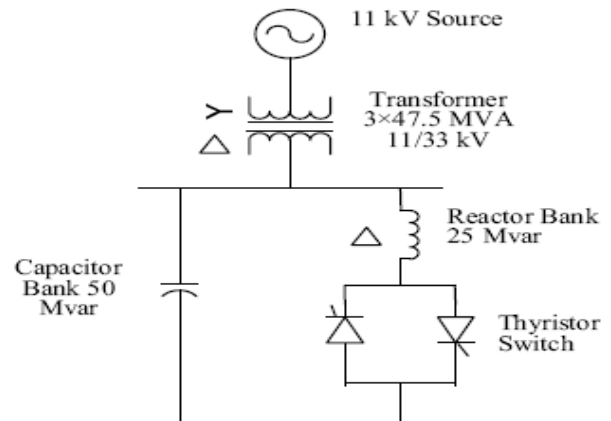 11 kV Source
Transformer
3×47.5 MVA
11/33 kV
Y
Reactor Bank
25 Mvar
Capacitor
Bank 50
Mvar
Thyristor
Switch